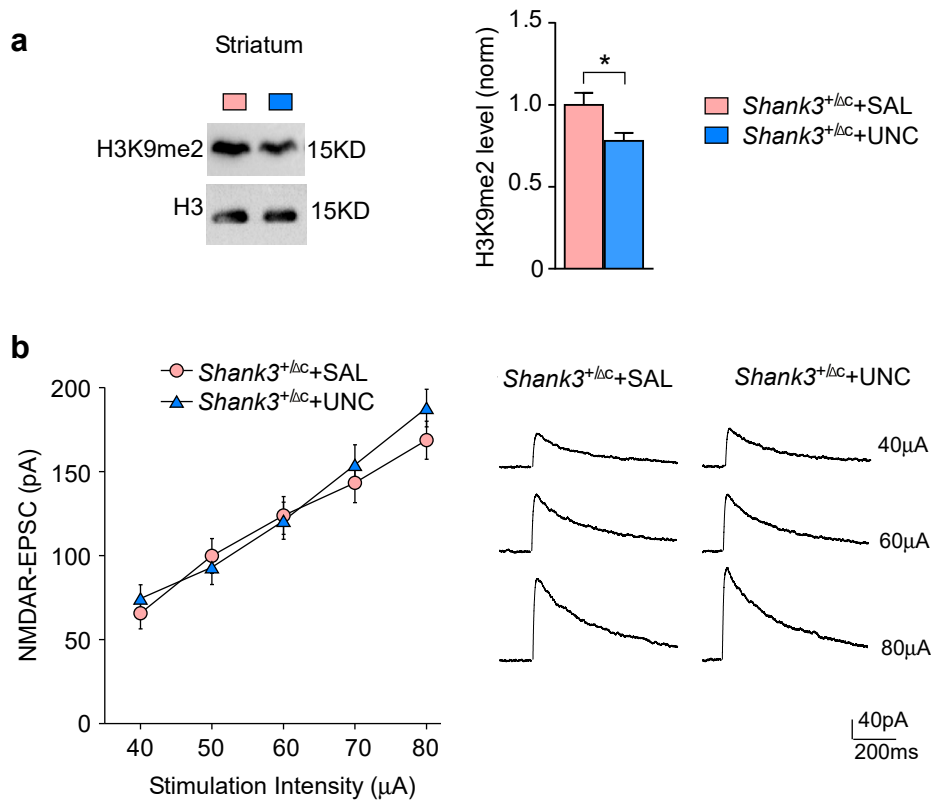 a
Striatum
H3K9me2 15KD
H3 15KD
H3K9me2 level (norm)
1.5
1.0
0.5
0
*
Shank3+/ΔC+SAL
Shank3+/ΔC+UNC
b
Shank3+/ΔC+SAL
Shank3+/ΔC+UNC
NMDAR-EPSC (pA)
200
150
100
50
0
40 50 60 70 80
Stimulation Intensity (μA)
Shank3+/ΔC+SAL Shank3+/ΔC+UNC
40μA
60μA
80μA
40pA
200ms